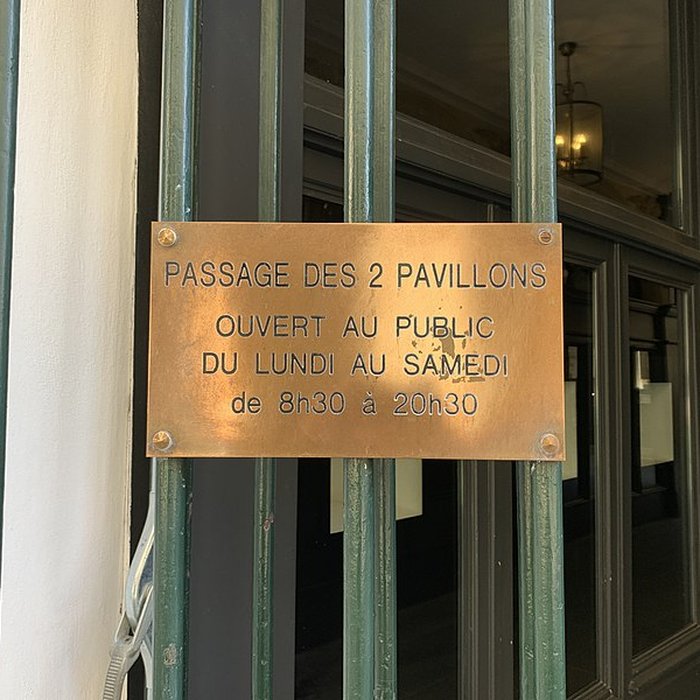 PASSAGE DES 2 PAVILLONS
OUVERT AU PUBLIC
DU LUNDI AU SAMEDI
de 8h30 à 20h30